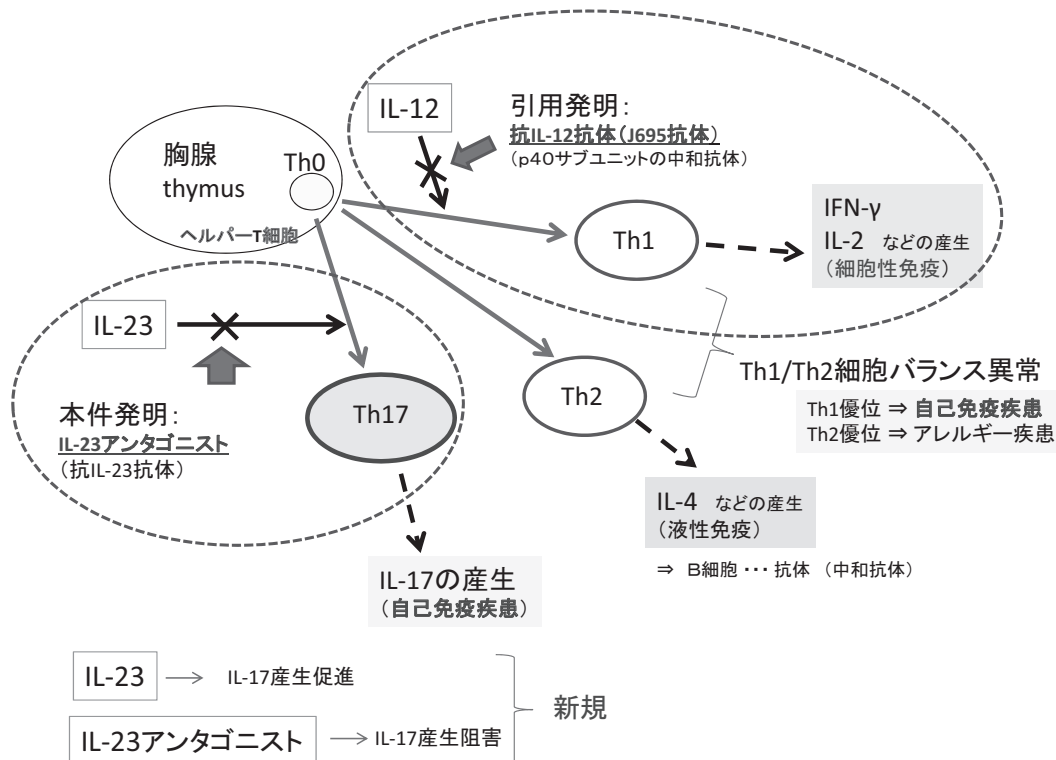 胸腺
thymus
Th0
ヘルパーT細胞
IL-12
引用発明：
抗IL-12抗体（J695抗体）
（p40サブユニットの中和抗体）
Th1
IFN-γ
IL-2 などの産生
（細胞性免疫）
IL-23
本件発明：
IL-23アンタゴニスト
（抗IL-23抗体）
Th17
Th2
Th1/Th2細胞バランス異常
Th1優位 ⇒ 自己免疫疾患
Th2優位 ⇒ アレルギー疾患
IL-4 などの産生
（液性免疫）
⇒ B細胞 ・・・ 抗体 （中和抗体）
IL-17の産生
（自己免疫疾患）
IL-23 → IL-17産生促進
IL-23アンタゴニスト → IL-17産生阻害
新規